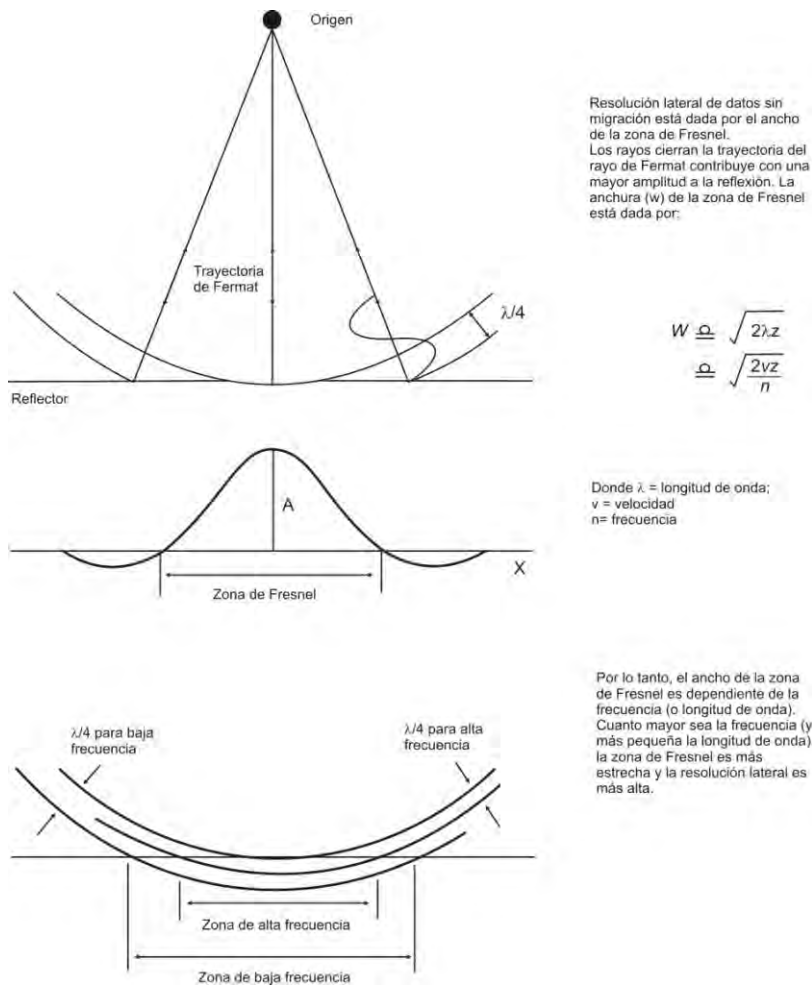 Origen
Resolución lateral de datos sin
migración está dada por el ancho
de la zona de Fresnel.
Los rayos cierran la trayectoria del
rayo de Fermat contribuye con una
mayor amplitud a la reflexión. La
anchura (w) de la zona de Fresnel
está dada por:
Trayectoria
de Fermat
λ/4
W ≞ √2λz
≞ √2vz/n
Reflector
A
X
Zona de Fresnel
Donde λ = longitud de onda;
v = velocidad
n= frecuencia
Por lo tanto, el ancho de la zona
de Fresnel es dependiente de la
frecuencia (o longitud de onda).
Cuanto mayor sea la frecuencia (y
más pequeña la longitud de onda)
la zona de Fresnel es más
estrecha y la resolución lateral es
más alta.
λ/4 para baja
frecuencia
λ/4 para alta
frecuencia
Zona de alta frecuencia
Zona de baja frecuencia